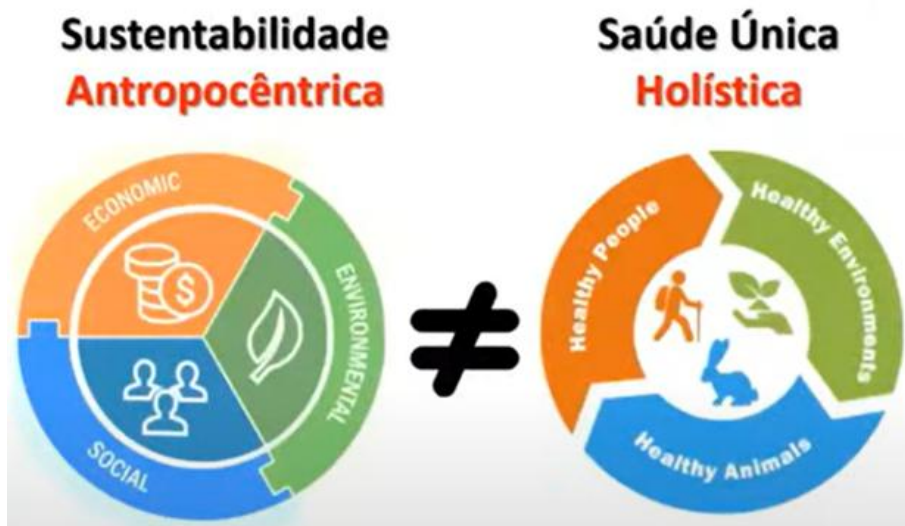 Sustentabilidade
Antropocêntrica
ECONOMIC
$
ENVIRONMENTAL
SOCIAL
≠
Saúde Única
Holística
Healthy People
Healthy Environments
Healthy Animals